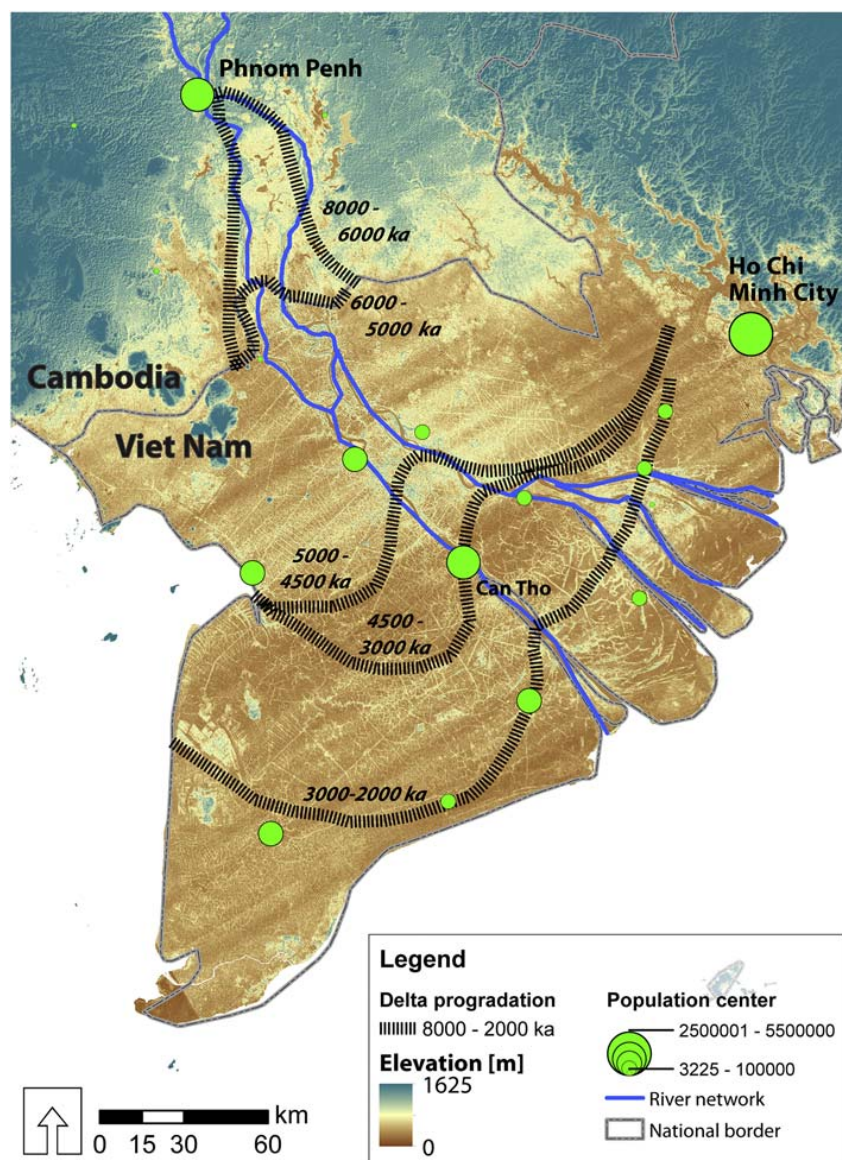 Phnom Penh
8000 -
6000 ka
6000 -
5000 ka
Ho Chi
Minh City
Cambodia
Viet Nam
5000 -
4500 ka
Can Tho
4500 -
3000 ka
3000-2000 ka
Legend
Delta progradation
8000 - 2000 ka
Elevation [m]
1625
0
Population center
2500001 - 5500000
3225 - 100000
River network
National border
km
0 15 30 60